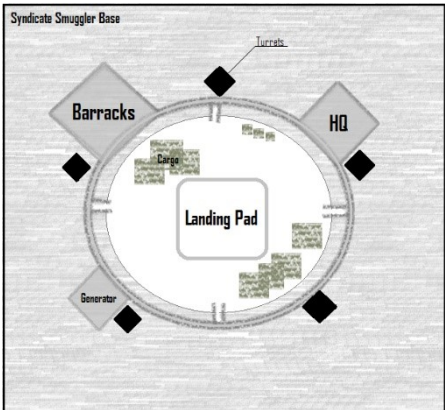 Syndicate Smuggler Base
Turrets
Barracks
HQ
Cargo
Landing Pad
Generator